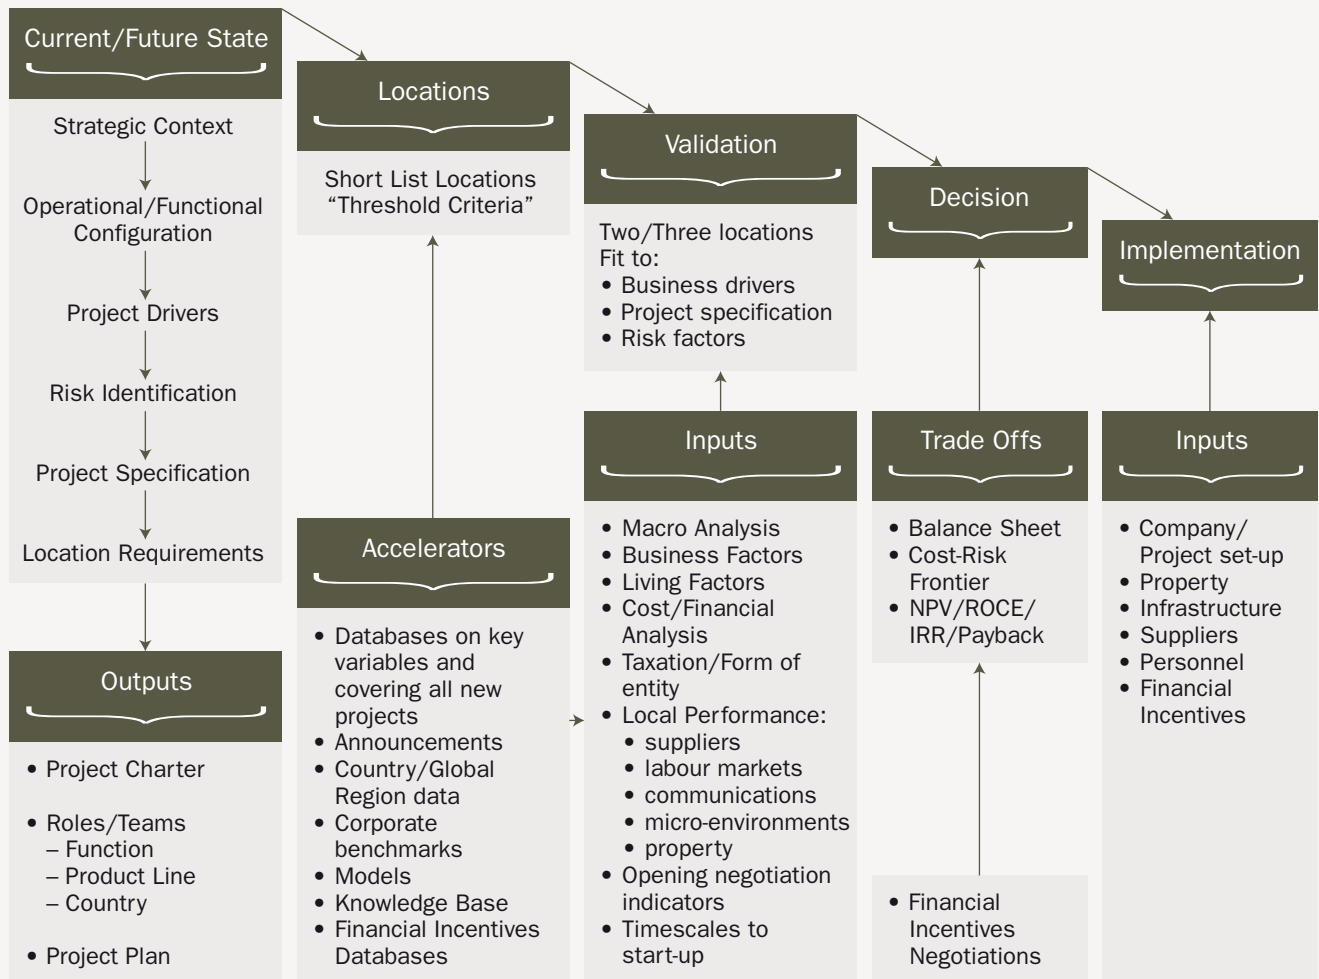 Current/Future State
Strategic Context
Operational/Functional
Configuration
Project Drivers
Risk Identification
Project Specification
Location Requirements
Outputs
• Project Charter
• Roles/Teams
– Function
– Product Line
– Country
• Project Plan
Locations
Short List Locations
“Threshold Criteria”
Accelerators
• Databases on key
variables and
covering all new
projects
• Announcements
• Country/Global
Region data
• Corporate
benchmarks
• Models
• Knowledge Base
• Financial Incentives
Databases
Validation
Two/Three locations
Fit to:
• Business drivers
• Project specification
• Risk factors
Inputs
• Macro Analysis
• Business Factors
• Living Factors
• Cost/Financial
Analysis
• Taxation/Form of
entity
• Local Performance:
• suppliers
• labour markets
• communications
• micro-environments
• property
• Opening negotiation
indicators
• Timescales to
start-up
Decision
Trade Offs
• Balance Sheet
• Cost-Risk
Frontier
• NPV/ROCE/
IRR/Payback
• Financial
Incentives
Negotiations
Implementation
Inputs
• Company/
Project set-up
• Property
• Infrastructure
• Suppliers
• Personnel
• Financial
Incentives